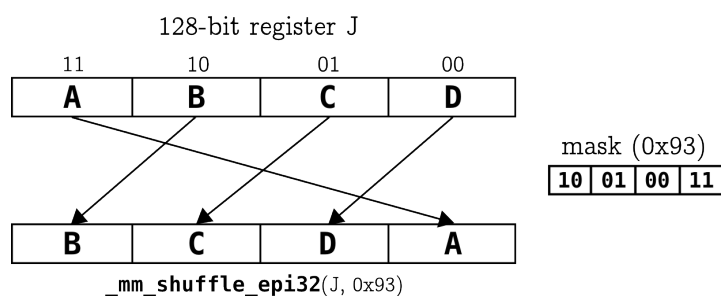 128-bit register J
11 10 01 00
A B C D
mask (0x93)
10 01 00 11
B C D A
_mm_shuffle_epi32(J, 0x93)